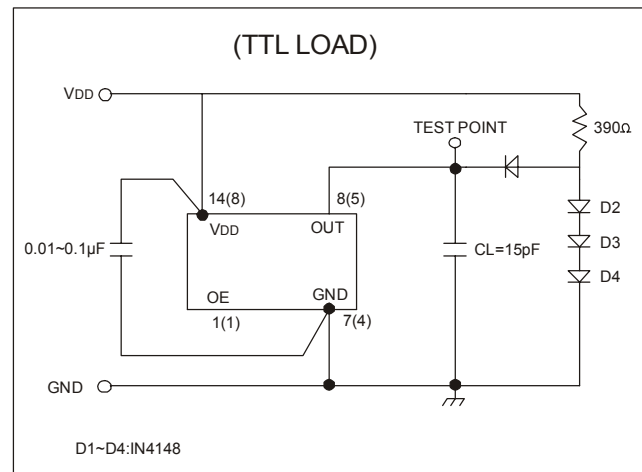 (TTL LOAD)
VDD
TEST POINT
390Ω
14(8)
8(5)
VDD
OUT
D2
0.01~0.1µF
CL=15pF
D3
D4
OE
GND
1(1)
7(4)
GND
D1~D4:IN4148